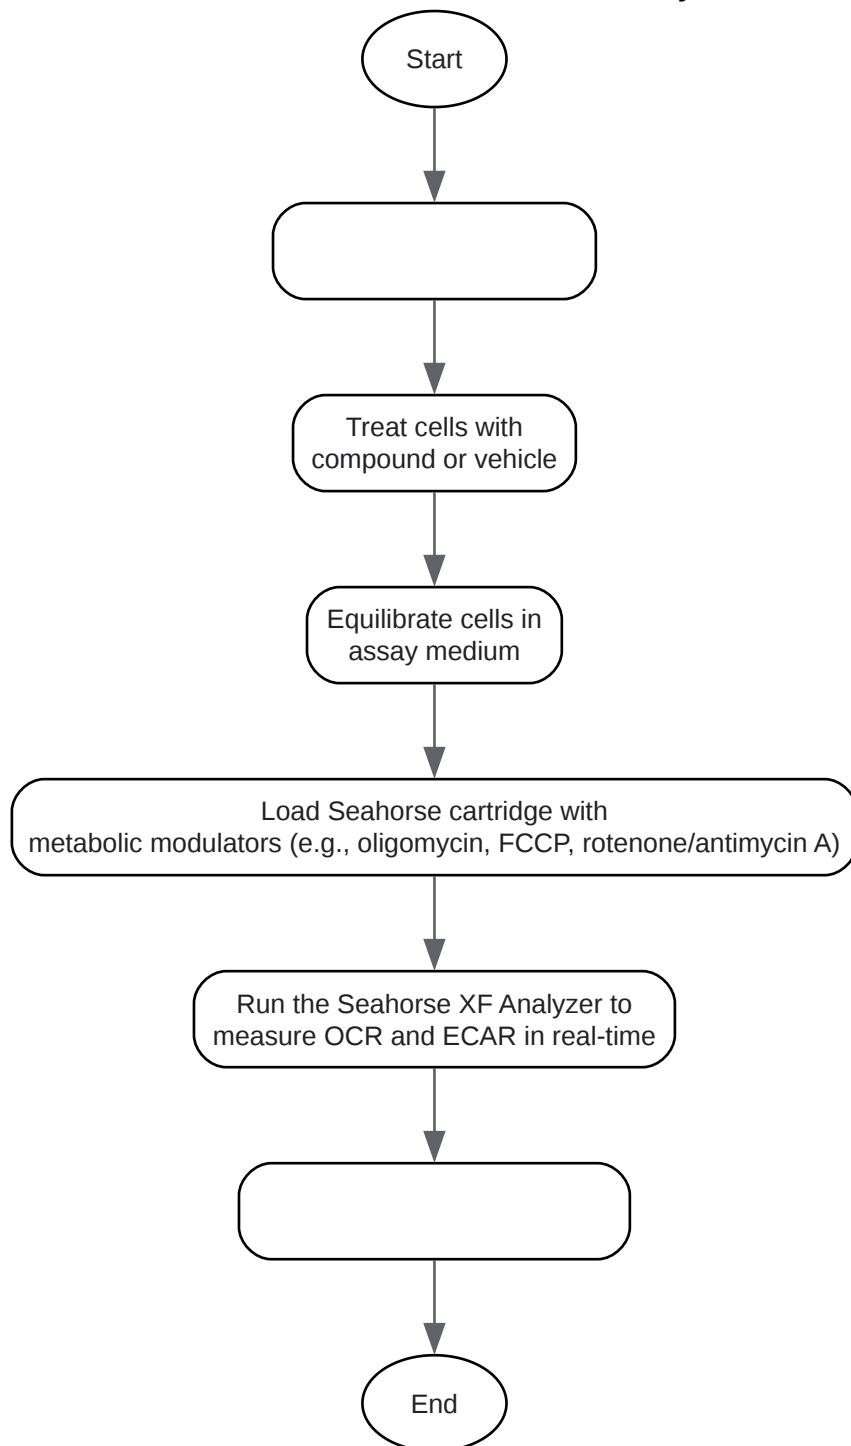 Start
Treat cells with
compound or vehicle
Equilibrate cells in
assay medium
Load Seahorse cartridge with
metabolic modulators (e.g., oligomycin, FCCP, rotenone/antimycin A)
Run the Seahorse XF Analyzer to
measure OCR and ECAR in real-time
End